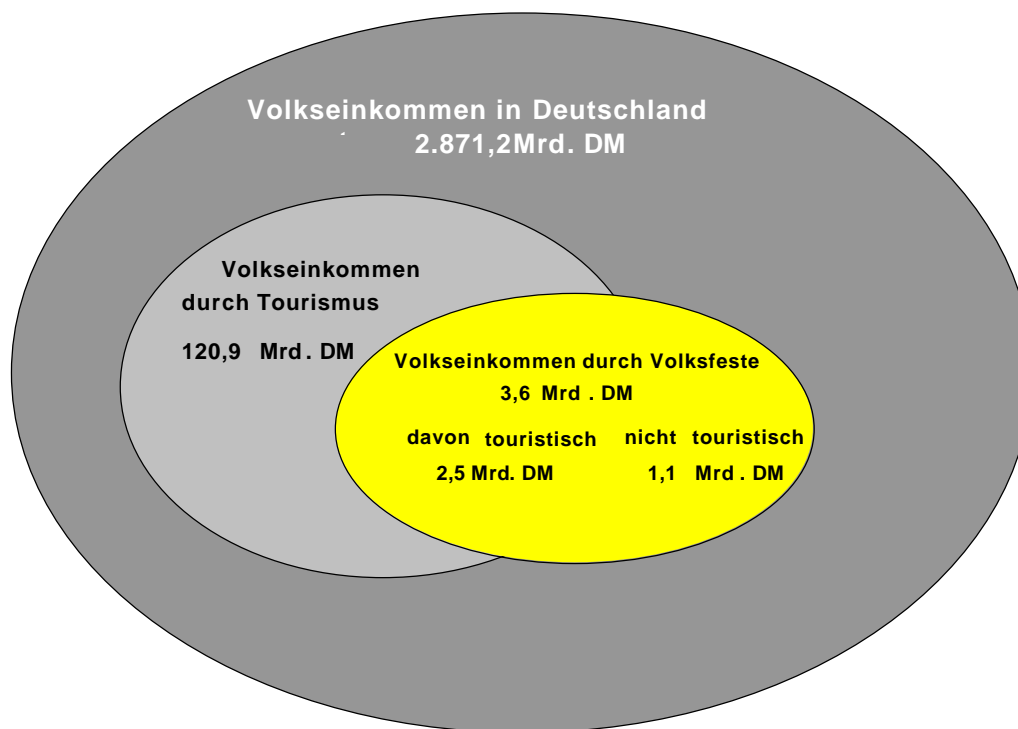 Volkseinkommen in Deutschland
2.871,2Mrd. DM
Volkseinkommen
durch Tourismus
120,9 Mrd. DM
Volkseinkommen durch Volksfeste
3,6 Mrd . DM
davon touristisch nicht touristisch
2,5 Mrd. DM 1,1 Mrd . DM